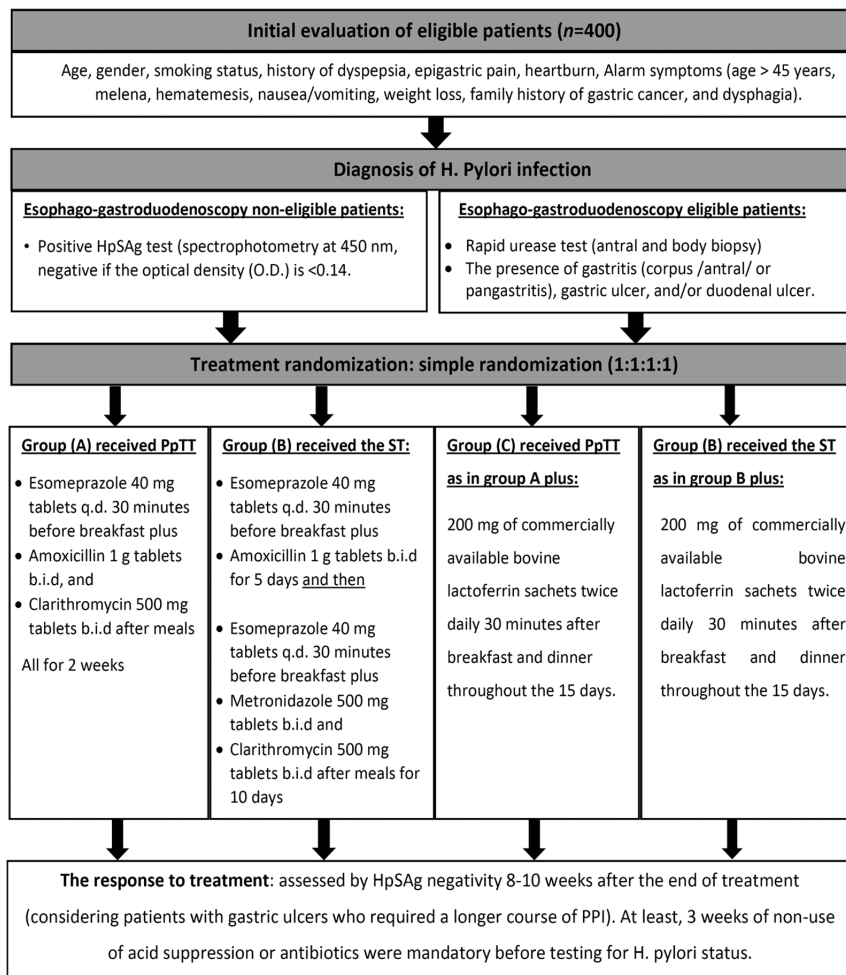 Initial evaluation of eligible patients (n=400)
Age, gender, smoking status, history of dyspepsia, epigastric pain, heartburn, Alarm symptoms (age > 45 years,
melena, hematemesis, nausea/vomiting, weight loss, family history of gastric cancer, and dysphagia).
Diagnosis of H. Pylori infection
Esophago-gastroduodenoscopy non-eligible patients:
• Positive HpSAg test (spectrophotometry at 450 nm,
negative if the optical density (O.D.) is <0.14.
Esophago-gastroduodenoscopy eligible patients:
• Rapid urease test (antral and body biopsy)
• The presence of gastritis (corpus /antral/ or
pangastritis), gastric ulcer, and/or duodenal ulcer.
Treatment randomization: simple randomization (1:1:1:1)
Group (A) received PpTT
• Esomeprazole 40 mg
tablets q.d. 30 minutes
before breakfast plus
• Amoxicillin 1 g tablets
b.i.d, and
• Clarithromycin 500 mg
tablets b.i.d after meals
All for 2 weeks
Group (B) received the ST:
• Esomeprazole 40 mg
tablets q.d. 30 minutes
before breakfast plus
• Amoxicillin 1 g tablets b.i.d
for 5 days and then
• Esomeprazole 40 mg
tablets q.d. 30 minutes
before breakfast plus
• Metronidazole 500 mg
tablets b.i.d and
• Clarithromycin 500 mg
tablets b.i.d after meals for
10 days
Group (C) received PpTT
as in group A plus:
200 mg of commercially
available bovine
lactoferrin sachets twice
daily 30 minutes after
breakfast and dinner
throughout the 15 days.
Group (B) received the ST
as in group B plus:
200 mg of commercially
available bovine
lactoferrin sachets twice
daily 30 minutes after
breakfast and dinner
throughout the 15 days.
The response to treatment: assessed by HpSAg negativity 8-10 weeks after the end of treatment
(considering patients with gastric ulcers who required a longer course of PPI). At least, 3 weeks of non-use
of acid suppression or antibiotics were mandatory before testing for H. pylori status.